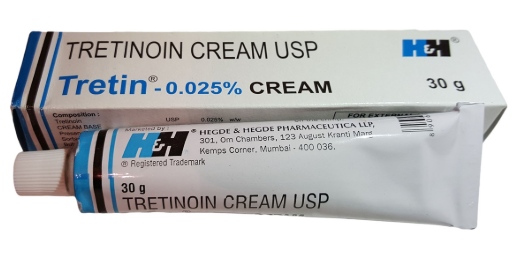 TRETINOIN CREAM USP
H&H®
Tretin® - 0.025% CREAM
30 g
Composition :
Tretinoin USP 0.025% w/w
CREAM BASE
FOR EXTERNAL
Marketed by :
H&H
® Registered Trademark
HEGDE & HEGDE PHARMACEUTICA LLP,
301, Om Chambers, 123 August Kranti Marg
Kemps Corner, Mumbai - 400 036.
30 g
TRETINOIN CREAM USP